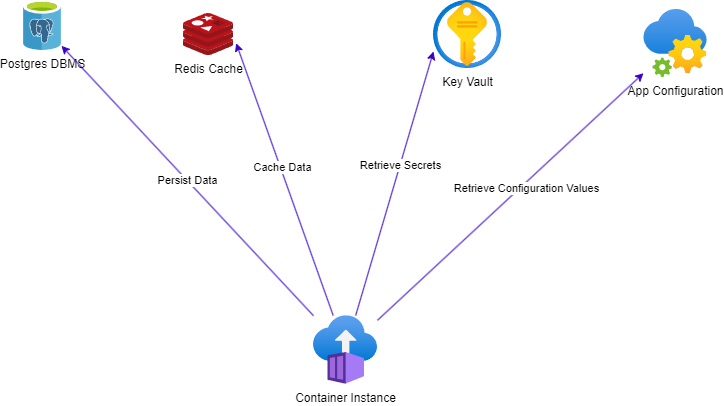 Postgres DBMS
Redis Cache
Key Vault
App Configuration
Persist Data
Cache Data
Retrieve Secrets
Retrieve Configuration Values
Container Instance